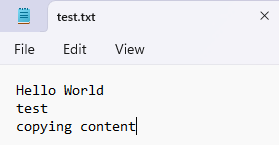 test.txt
File Edit View
Hello World
test
copying content